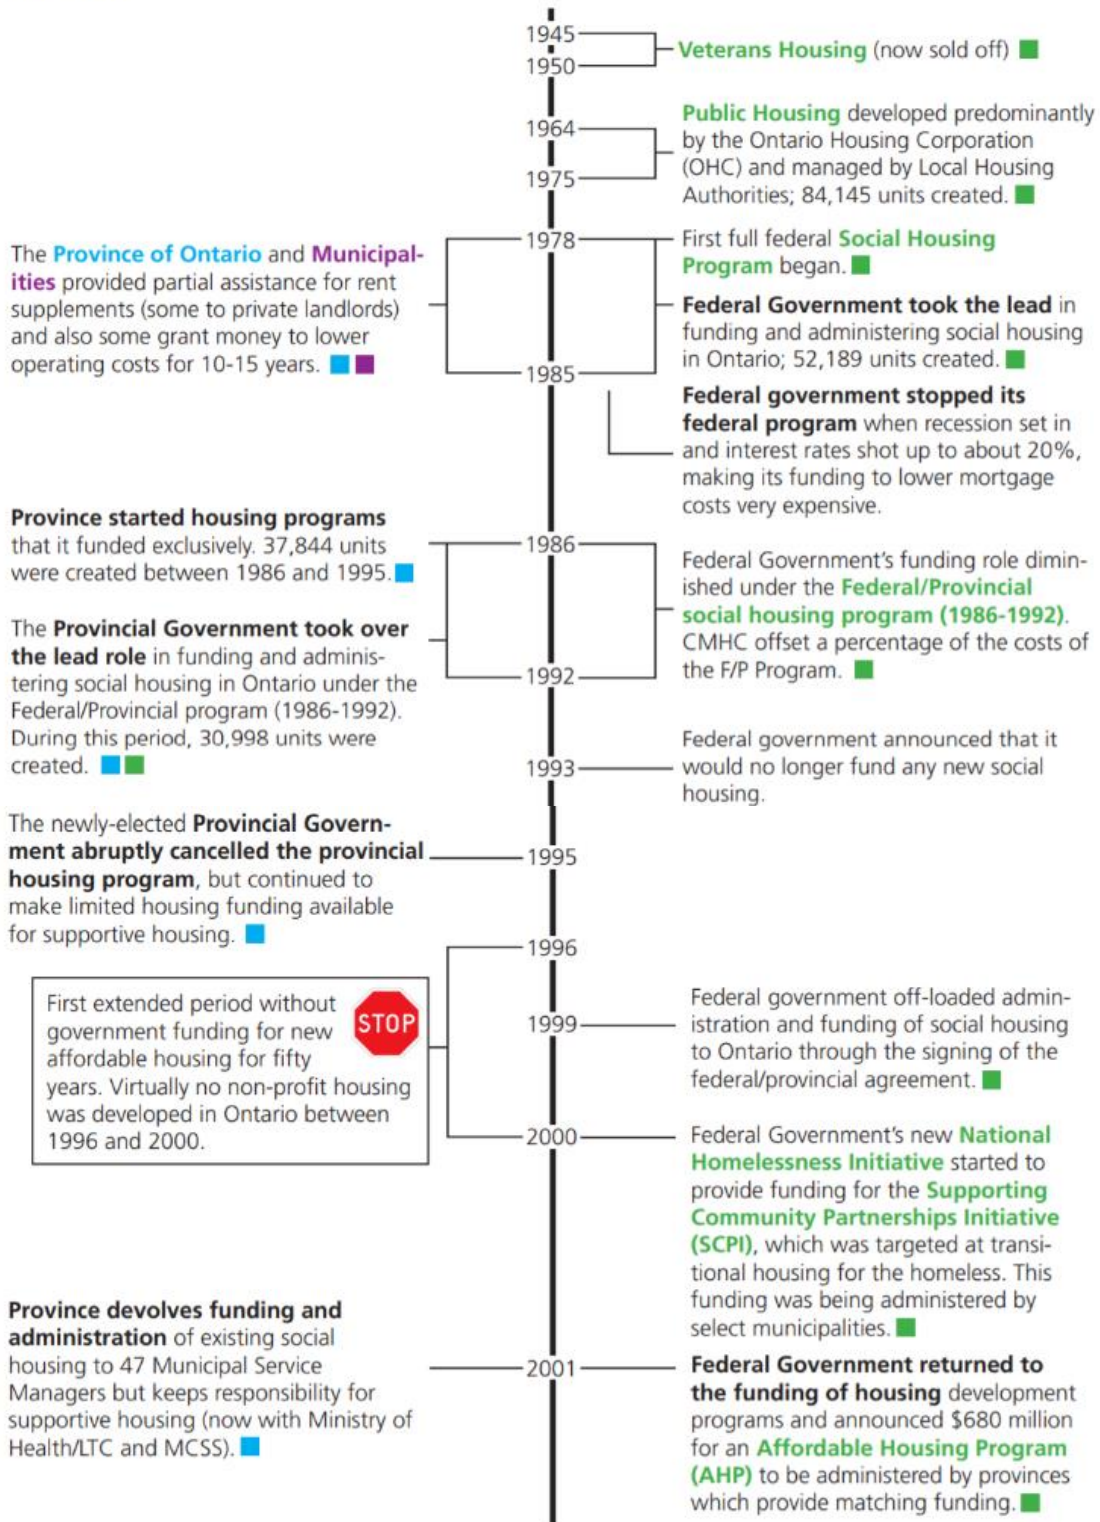 1945
Veterans Housing (now sold off)
1950
Public Housing developed predominantly
by the Ontario Housing Corporation
(OHC) and managed by Local Housing
Authorities; 84,145 units created.
1964
1975
1978
The Province of Ontario and Municipal-
ities provided partial assistance for rent
supplements (some to private landlords)
and also some grant money to lower
operating costs for 10-15 years.
First full federal Social Housing
Program began.
Federal Government took the lead in
funding and administering social housing
in Ontario; 52,189 units created.
1985
Federal government stopped its
federal program when recession set in
and interest rates shot up to about 20%,
making its funding to lower mortgage
costs very expensive.
Province started housing programs
that it funded exclusively. 37,844 units
were created between 1986 and 1995.
1986
Federal Government's funding role dimin-
ished under the Federal/Provincial
social housing program (1986-1992).
CMHC offset a percentage of the costs of
the F/P Program.
The Provincial Government took over
the lead role in funding and adminis-
tering social housing in Ontario under the
Federal/Provincial program (1986-1992).
During this period, 30,998 units were
created.
1992
1993
Federal government announced that it
would no longer fund any new social
housing.
The newly-elected Provincial Govern-
ment abruptly cancelled the provincial
housing program, but continued to
make limited housing funding available
for supportive housing.
1995
1996
First extended period without
government funding for new
affordable housing for fifty
years. Virtually no non-profit housing
was developed in Ontario between
1996 and 2000.
STOP
1999
Federal government off-loaded admin-
istration and funding of social housing
to Ontario through the signing of the
federal/provincial agreement.
2000
Federal Government's new National
Homelessness Initiative started to
provide funding for the Supporting
Community Partnerships Initiative
(SCPI), which was targeted at transi-
tional housing for the homeless. This
funding was being administered by
select municipalities.
Province devolves funding and
administration of existing social
housing to 47 Municipal Service
Managers but keeps responsibility for
supportive housing (now with Ministry of
Health/LTC and MCSS).
2001
Federal Government returned to
the funding of housing development
programs and announced $680 million
for an Affordable Housing Program
(AHP) to be administered by provinces
which provide matching funding.